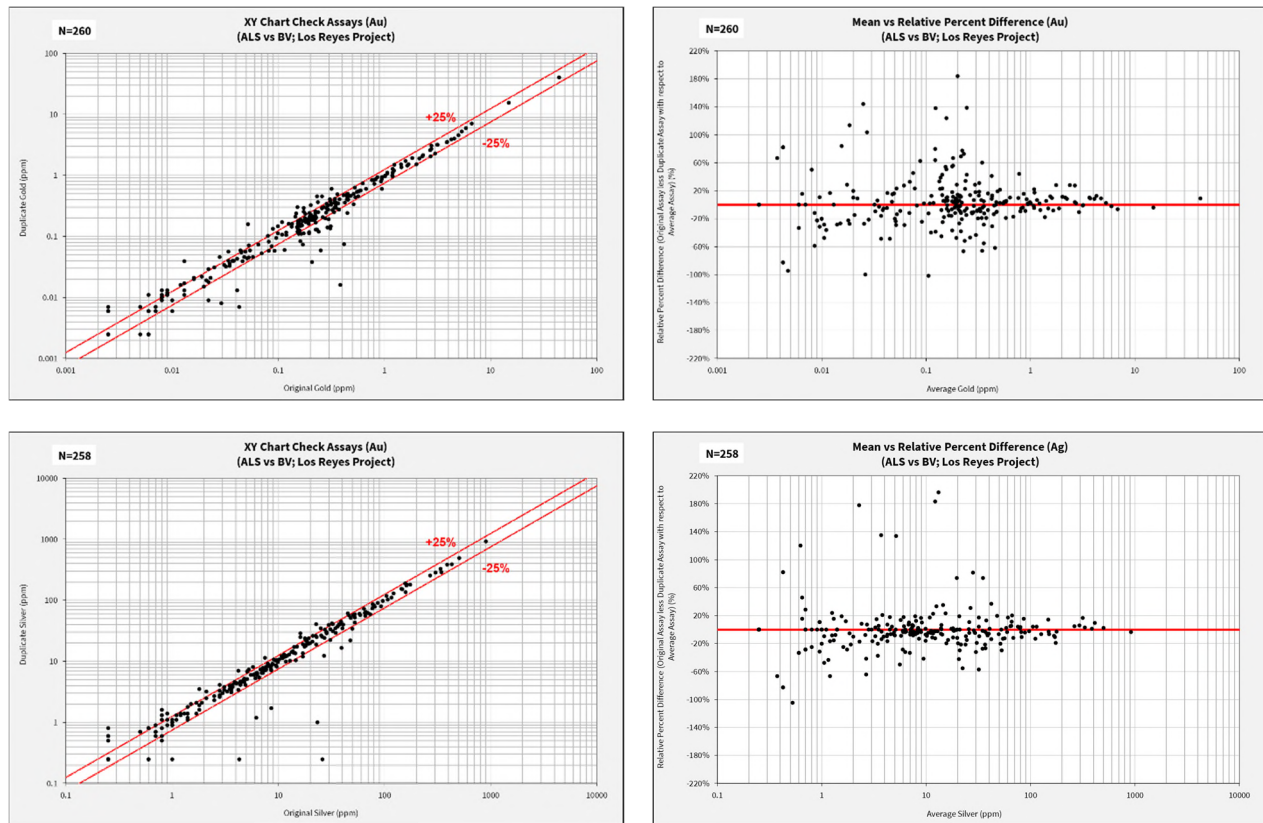 N=260
XY Chart Check Assays (Au)
(ALS vs BV; Los Reyes Project)
100
10
1
0.1
0.01
0.001
Duplicate Gold (ppm)
+25%
-25%
0.001
0.01
0.1
1
10
100
Original Gold (ppm)
N=260
Mean vs Relative Percent Difference (Au)
(ALS vs BV; Los Reyes Project)
220%
180%
140%
100%
60%
20%
-20%
60%
-100%
-140%
-180%
-220%
Relative Percent Difference (Original Assay less Duplicate Assay with respect to
Average Assay) (%)
0.001
0.01
0.1
1
10
100
Average Gold (ppm)
N=258
XY Chart Check Assays (Au)
(ALS vs BV; Los Reyes Project)
10000
1000
100
10
1
0.1
Duplicate Silver (ppm)
+25%
-25%
0.1
1
10
100
1000
10000
Original Silver (ppm)
N=258
Mean vs Relative Percent Difference (Ag)
(ALS vs BV; Los Reyes Project)
220%
180%
140%
100%
60%
20%
-20%
-60%
-100%
-140%
-180%
-220%
Relative Percent Difference (Original Assay less Duplicate Assay with respect to
Average Assay) (%)
0.1
1
10
100
1000
10000
Average Silver (ppm)